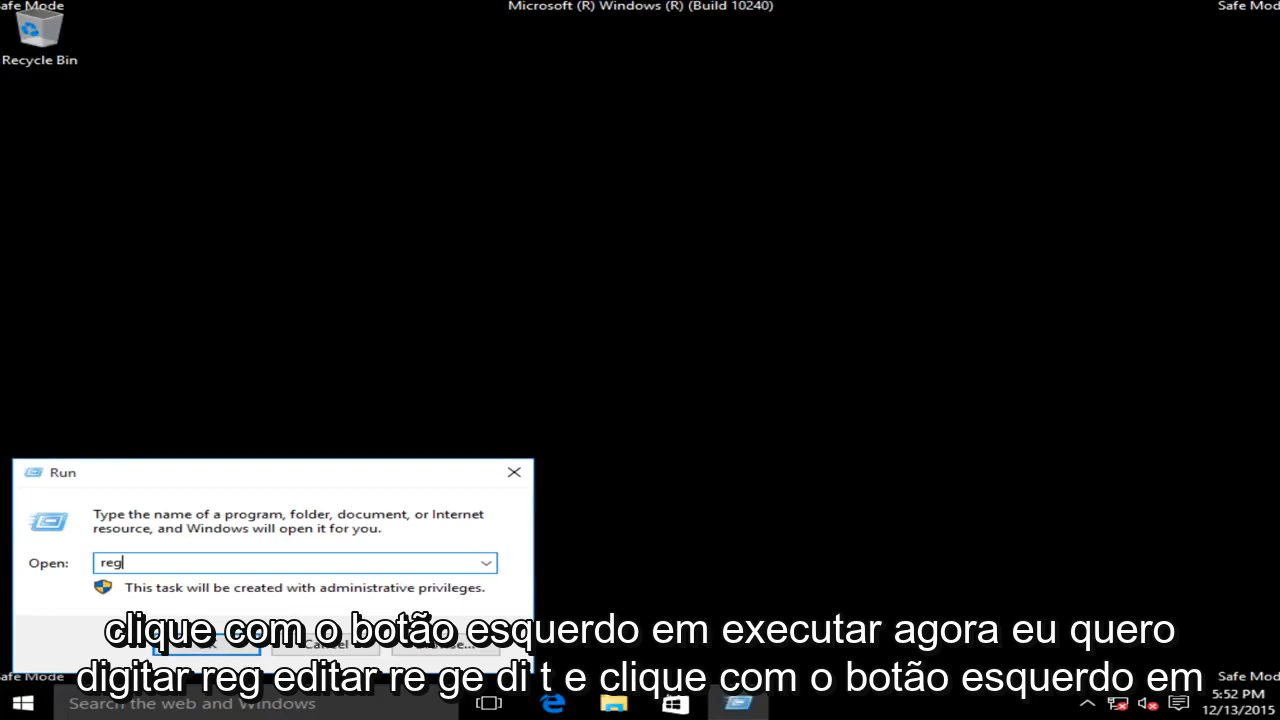 afe Mode
Microsoft (R) Windows (R) (Build 10240)
Safe Mod
Recycle Bin
Run
Type the name of a program, folder, document, or Internet
resource, and Windows will open it for you.
Open:
reg
This task will be created with administrative privileges.
Cancel
clique com o botão esquerdo em executar agora eu quero
digitar reg editar re ge di t e clique com o botão esquerdo em
afe Mode
Safe Mod
Search the web and Windows
5:52 PM
12/13/2015